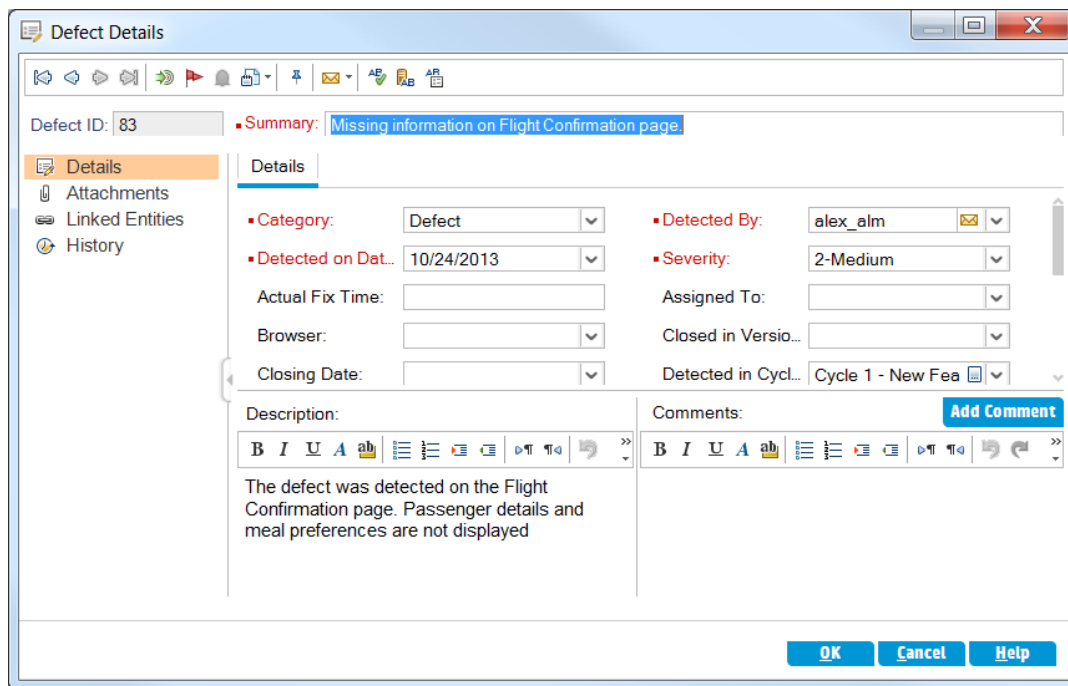 Defect Details
Defect ID: 83
Summary: Missing information on Flight Confirmation page.
Details
Attachments
Linked Entities
History
Details
Category: Defect
Detected By: alex_alm
Detected on Dat... 10/24/2013
Severity: 2-Medium
Actual Fix Time:
Assigned To:
Browser:
Closed in Versio...
Closing Date:
Detected in Cycl... Cycle 1 - New Fea
Description:
Comments: Add Comment
B I U A ab
B I U A ab
The defect was detected on the Flight
Confirmation page. Passenger details and
meal preferences are not displayed
OK Cancel Help